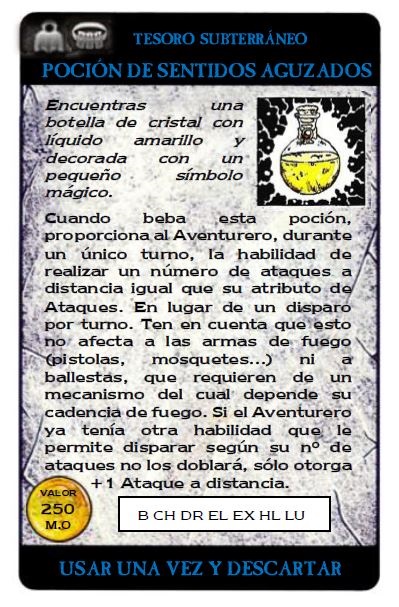 TESORO SUBTERRÁNEO
POCIÓN DE SENTIDOS AGUZADOS
Encuentras una
botella de cristal con
líquido amarillo y
decorada con un
pequeño símbolo
mágico.
Cuando beba esta poción,
proporciona al Aventurero, durante
un único turno, la habilidad de
realizar un número de ataques a
distancia igual que su atributo de
Ataques. En lugar de un disparo
por turno. Ten en cuenta que esto
no afecta a las armas de fuego
(pistolas, mosquetes...) ni a
ballestas, que requieren de un
mecanismo del cual depende su
cadencia de fuego. Si el Aventurero
ya tenía otra habilidad que le
permite disparar según su nº de
ataques no los doblará, sólo otorga
+1 Ataque a distancia.
VALOR
250
M.O
B CH DR EL EX HL LU
USAR UNA VEZ Y DESCARTAR